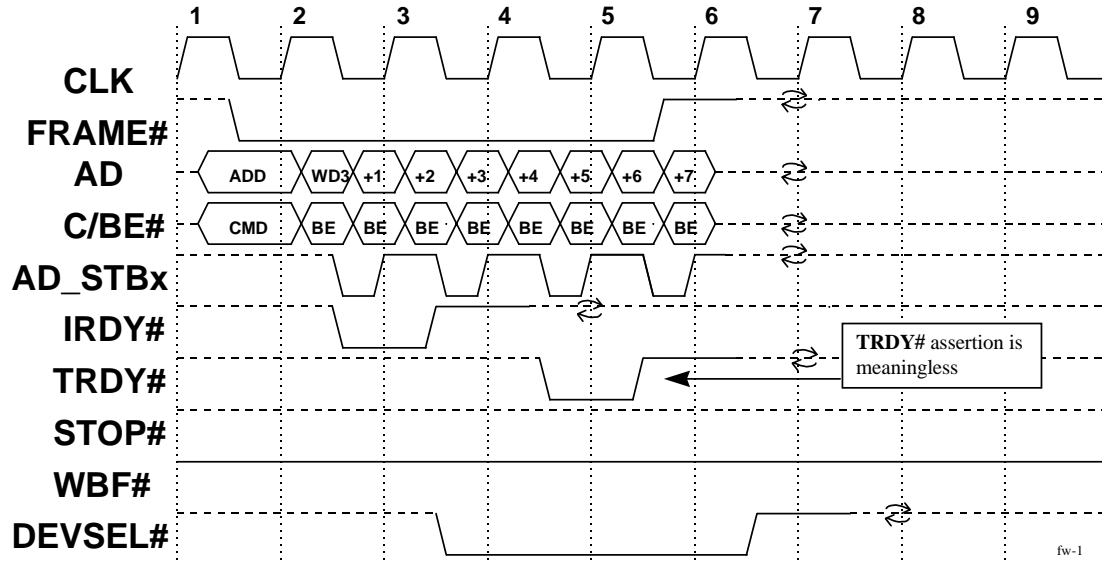 1 2 3 4 5 6 7 8 9
CLK
FRAME#
AD ADD WD3 +1 +2 +3 +4 +5 +6 +7
C/BE# CMD BE BE BE BE BE BE BE BE
AD_STBx
IRDY#
TRDY#
TRDY# assertion is
meaningless
STOP#
WBF#
DEVSEL#
fw-1